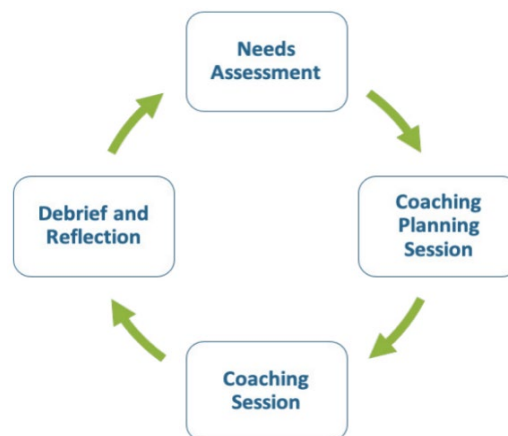 Needs
Assessment
Coaching
Planning
Session
Coaching
Session
Debrief and
Reflection